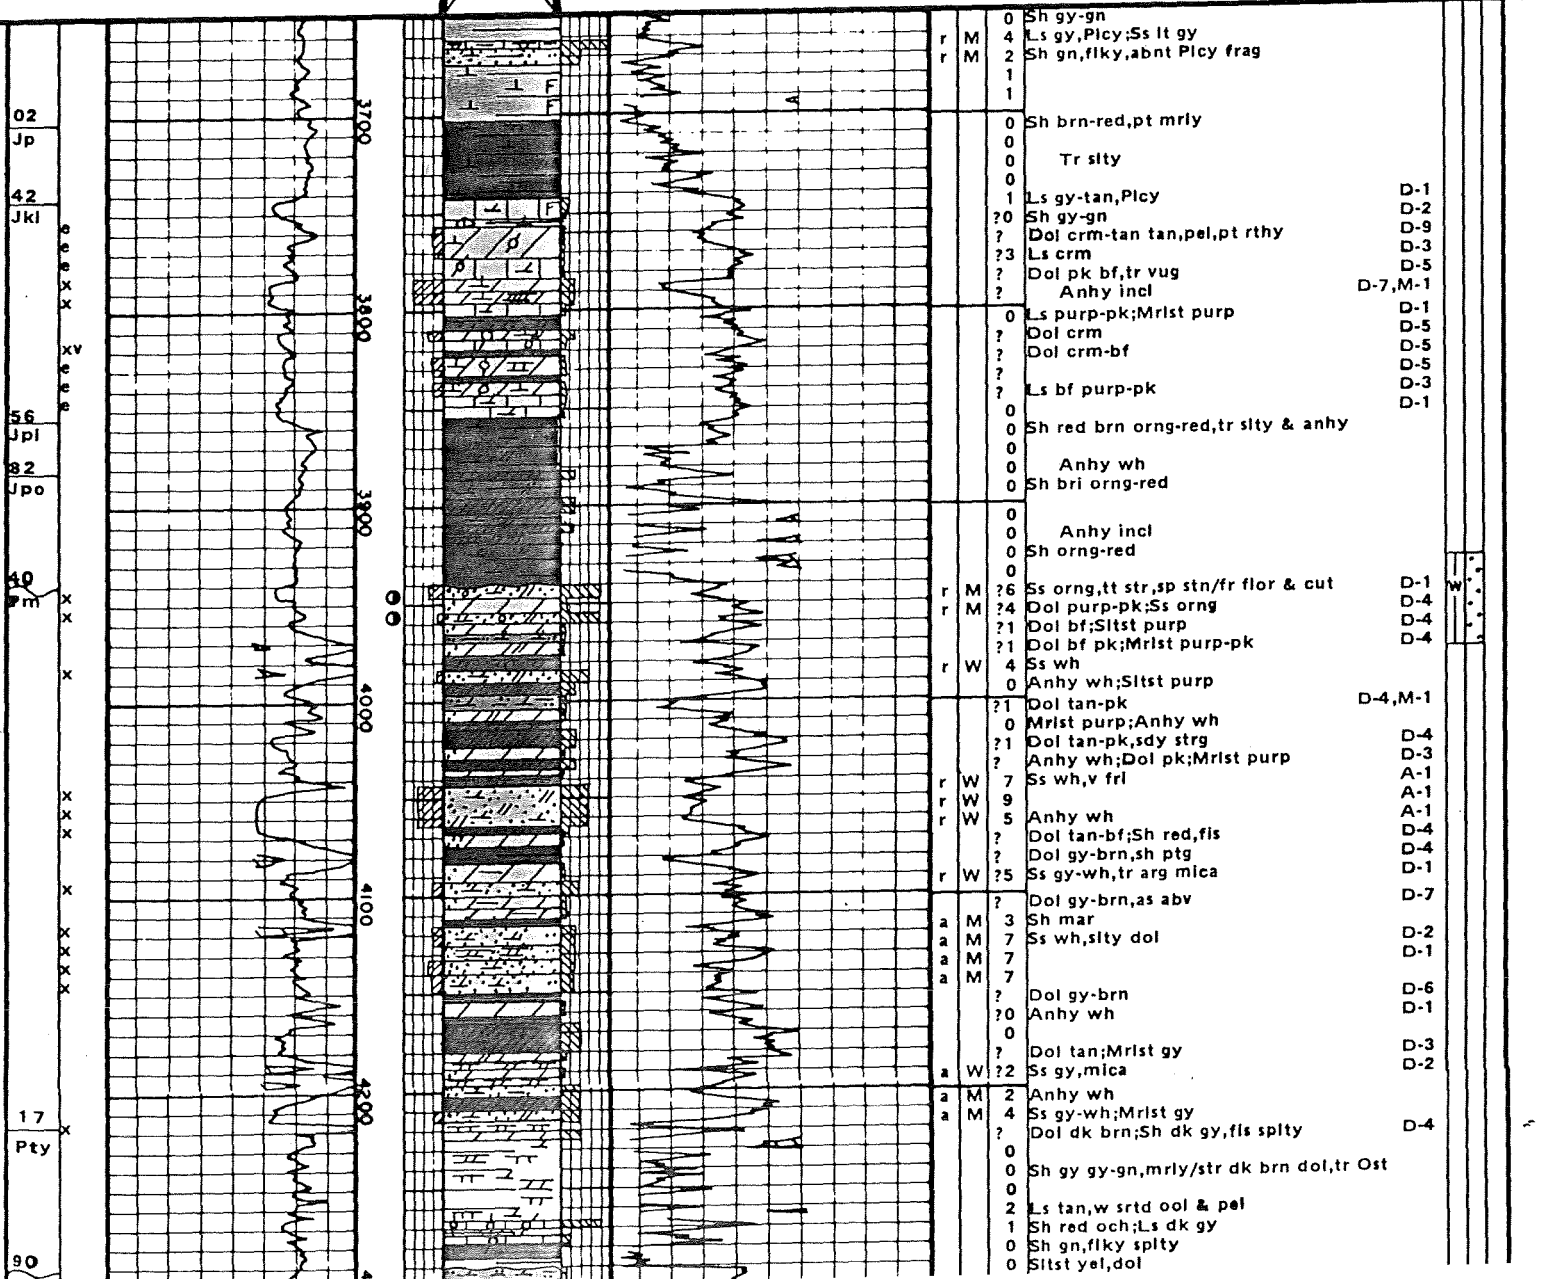 0 Sh gy-gn
r M 4 Ls gy,Plcy;Ss lt gy
r M 2 Sh gn,flky,abnt Plcy frag
1
1
F
F
3700
02
Jp
0 Sh brn-red,pt mrly
0
0 Tr slty
0
42
Jkl
F
1 Ls gy-tan,Plcy D-1
?0 Sh gy-gn D-2
e
? Dol crm-tan tan,pel,pt rthy D-9
e
?3 Ls crm D-3
e
? Dol pk bf,tr vug D-5
x
? Anhy incl D-7,M-1
x
3800
0 Ls purp-pk;Mrlst purp D-1
? Dol crm D-5
xv
? Dol crm-bf D-5
e
? D-5
e
? Ls bf purp-pk D-3
e
0 D-1
56
Jpi
0 Sh red brn orng-red,tr slty & anhy
0
0 Anhy wh
82
Jpo
0 Sh bri orng-red
3900
0
0 Anhy incl
0 Sh orng-red
0
40
Pm
x
r M ?6 Ss orng,tt str,sp stn/fr flor & cut D-1
W
x
r M ?4 Dol purp-pk;Ss orng D-4
?1 Dol bf;Sltst purp D-4
?1 Dol bf pk;Mrlst purp-pk D-4
x
r W 4 Ss wh
0 Anhy wh;Sltst purp
4000
?1 Dol tan-pk D-4,M-1
0 Mrlst purp;Anhy wh
?1 Dol tan-pk,sdy strg D-4
? Anhy wh;Dol pk;Mrlst purp D-3
x
r W 7 Ss wh,v fri A-1
x
r W 9 A-1
x
r W 5 Anhy wh A-1
? Dol tan-bf;Sh red,fis D-4
? Dol gy-brn,sh ptg D-4
x
r W ?5 Ss gy-wh,tr arg mica D-1
4100
? Dol gy-brn,as abv D-7
x
a M 3 Sh mar
x
a M 7 Ss wh,slty dol D-2
x
a M 7 D-1
x
a M 7
? Dol gy-brn D-6
?0 Anhy wh D-1
0
? Dol tan;Mrlst gy D-3
a W ?2 Ss gy,mica D-2
4200
a M 2 Anhy wh
17
Pty
x
a M 4 Ss gy-wh;Mrlst gy
? Dol dk brn;Sh dk gy,fis splty D-4
0
0 Sh gy gy-gn,mrly/str dk brn dol,tr Ost
0
2 Ls tan,w srtd ool & pel
1 Sh red och;Ls dk gy
0 Sh gn,flky splty
90
0 Sltst yel,dol
4